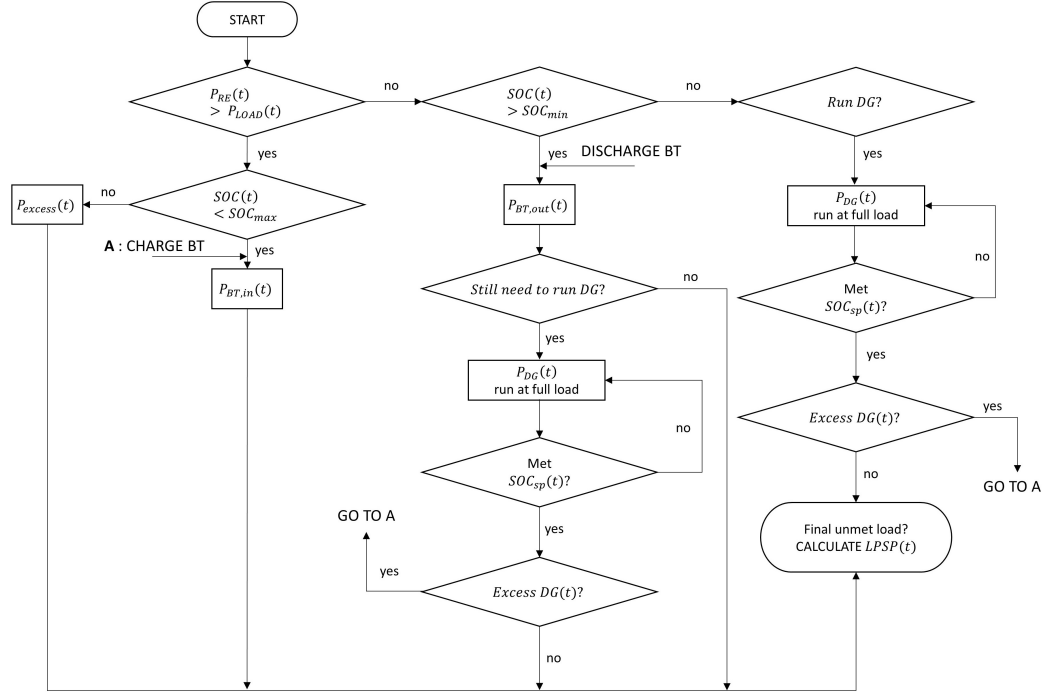 START
P_RE(t)
> P_LOAD(t)
no
SOC(t)
> SOC_min
no
Run DG?
yes
yes
DISCHARGE BT
yes
P_excess(t)
no
SOC(t)
< SOC_max
P_BT,out(t)
P_DG(t)
run at full load
A : CHARGE BT
yes
no
P_BT,in(t)
Still need to run DG?
no
Met
SOC_sp(t)?
yes
yes
P_DG(t)
run at full load
Excess DG(t)?
yes
no
Met
SOC_sp(t)?
no
GO TO A
GO TO A
yes
Final unmet load?
CALCULATE LPSP(t)
yes
Excess DG(t)?
no